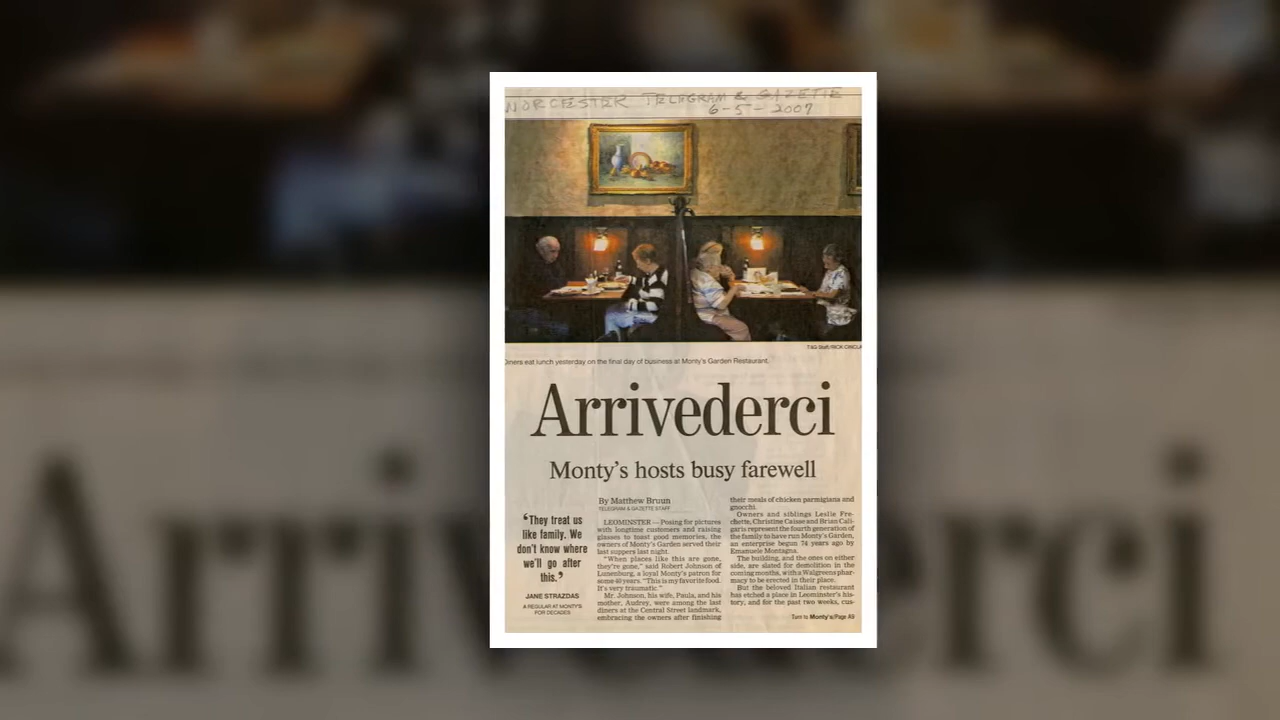 WORCESTER TELEGRAM & GAZETTE
6-5-2007
T&G Staff/RICK CINCLA
Diners eat lunch yesterday on the final day of business at Monty's Garden Restaurant.
Arrivederci
Monty's hosts busy farewell
‘They treat us
like family. We
don't know where
we'll go after
this.’
JANE STRAZDAS
A REGULAR AT MONTY'S
FOR DECADES
By Matthew Bruun
TELEGRAM & GAZETTE STAFF
LEOMINSTER — Posing for pictures
with longtime customers and raising
glasses to toast good memories, the
owners of Monty's Garden served their
last suppers last night.
"When places like this are gone,
they're gone," said Robert Johnson of
Lunenburg, a loyal Monty's patron for
some 40 years. "This is my favorite food.
It's very traumatic."
Mr. Johnson, his wife, Paula, and his
mother, Audrey, were among the last
diners at the Central Street landmark,
embracing the owners after finishing
their meals of chicken parmigiana and
gnocchi.
Owners and siblings Leslie Fre-
chette, Christine Caisse and Brian Cali-
garis represent the fourth generation of
the family to have run Monty's Garden,
an enterprise begun 74 years ago by
Emanuele Montagna.
The building, and the ones on either
side, are slated for demolition in the
coming months, with a Walgreens phar-
macy to be erected in their place.
But the beloved Italian restaurant
has etched a place in Leominster's his-
tory, and for the past two weeks, cus-
Turn to Monty's/Page A9
Arrivederci